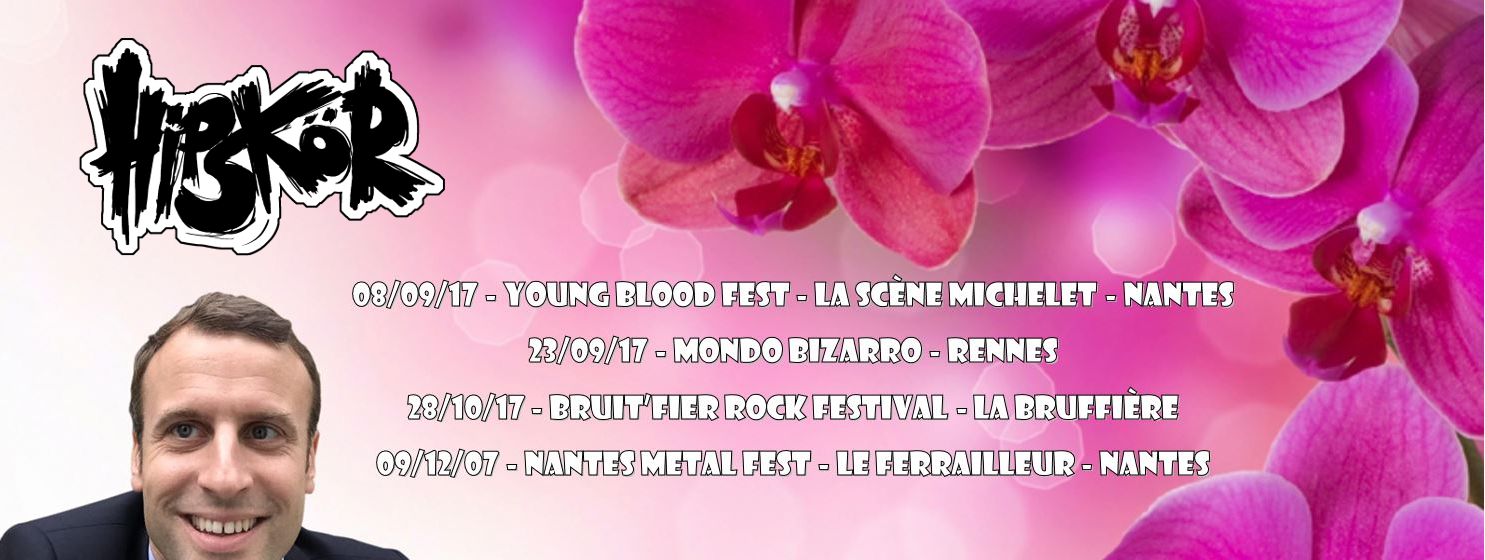 HiPSKöR
08/09/17 - YOUNG BLOOD FEST - LA SCÈNE MICHELET - NANTES
23/09/17 - MONDO BIZARRO - RENNES
28/10/17 - BRUIT'FIER ROCK FESTIVAL - LA BRUFFIÈRE
09/12/07 - NANTES METAL FEST - LE FERRAILLEUR - NANTES